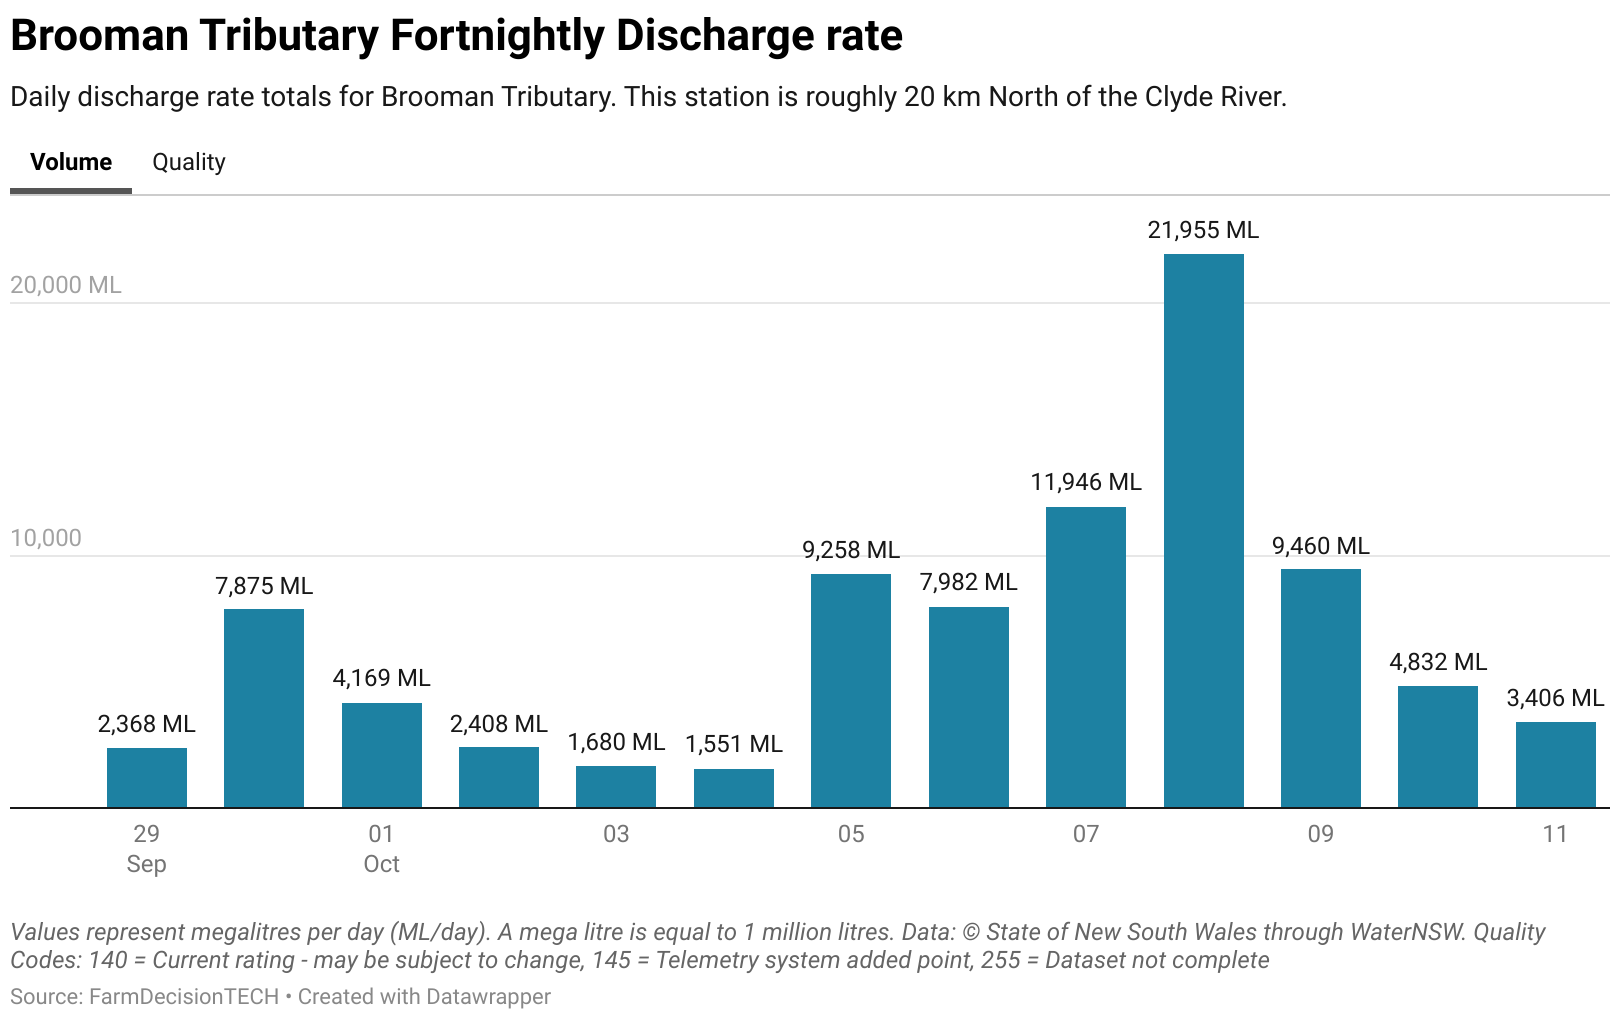 Brooman Tributary Fortnightly Discharge rate
Daily discharge rate totals for Brooman Tributary. This station is roughly 20 km North of the Clyde River.
Volume Quality
21,955 ML
20,000 ML
11,946 ML
10,000
9,258 ML
9,460 ML
7,875 ML
7,982 ML
4,832 ML
4,169 ML
3,406 ML
2,368 ML
2,408 ML
1,680 ML
1,551 ML
29 01 03 05 07 09 11
Sep Oct
Values represent megalitres per day (ML/day). A mega litre is equal to 1 million litres. Data: © State of New South Wales through WaterNSW. Quality
Codes: 140 = Current rating - may be subject to change, 145 = Telemetry system added point, 255 = Dataset not complete
Source: FarmDecisionTECH • Created with Datawrapper